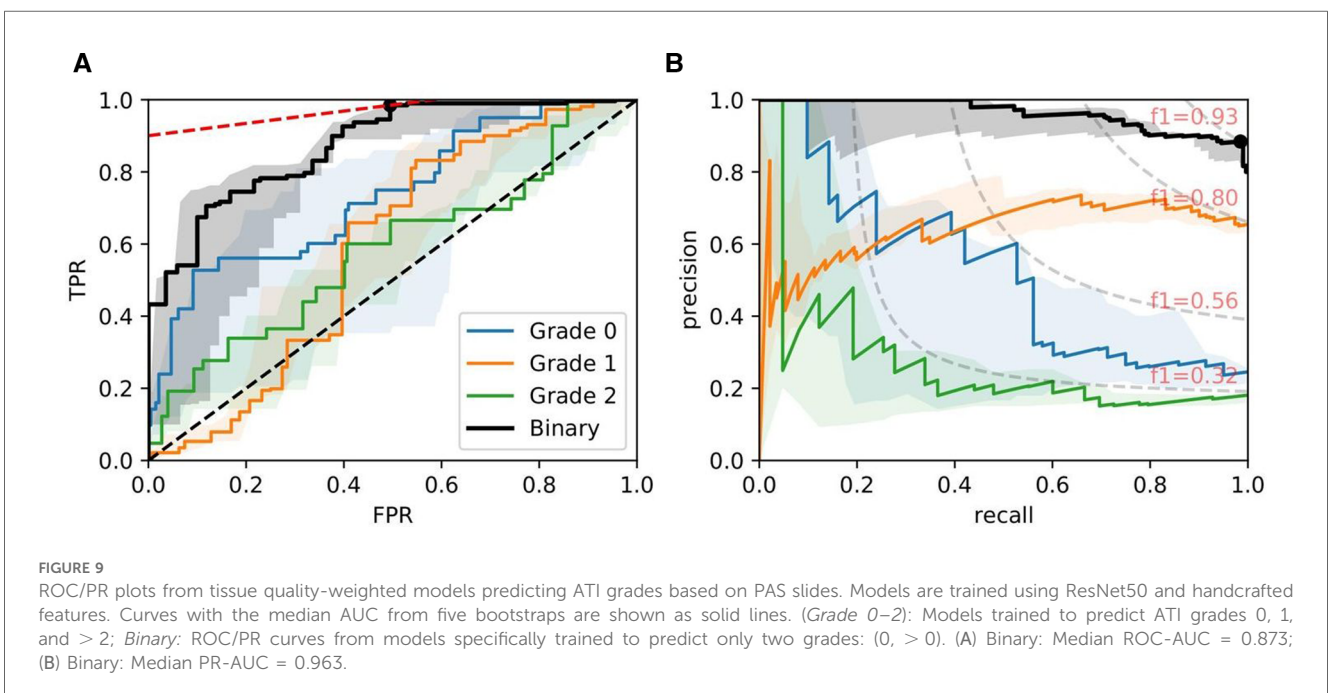 A
B
1.0
0.8
0.6
0.4
0.2
0.0
TPR
0.0 0.2 0.4 0.6 0.8 1.0
FPR
Grade 0
Grade 1
Grade 2
Binary
1.0
0.8
0.6
0.4
0.2
0.0
precision
f1=0.93
f1=0.80
f1=0.56
f1=0.32
0.0 0.2 0.4 0.6 0.8 1.0
recall
FIGURE 9
ROC/PR plots from tissue quality-weighted models predicting ATI grades based on PAS slides. Models are trained using ResNet50 and handcrafted
features. Curves with the median AUC from five bootstraps are shown as solid lines. (Grade 0–2): Models trained to predict ATI grades 0, 1,
and > 2; Binary: ROC/PR curves from models specifically trained to predict only two grades: (0, > 0). (A) Binary: Median ROC-AUC = 0.873;
(B) Binary: Median PR-AUC = 0.963.